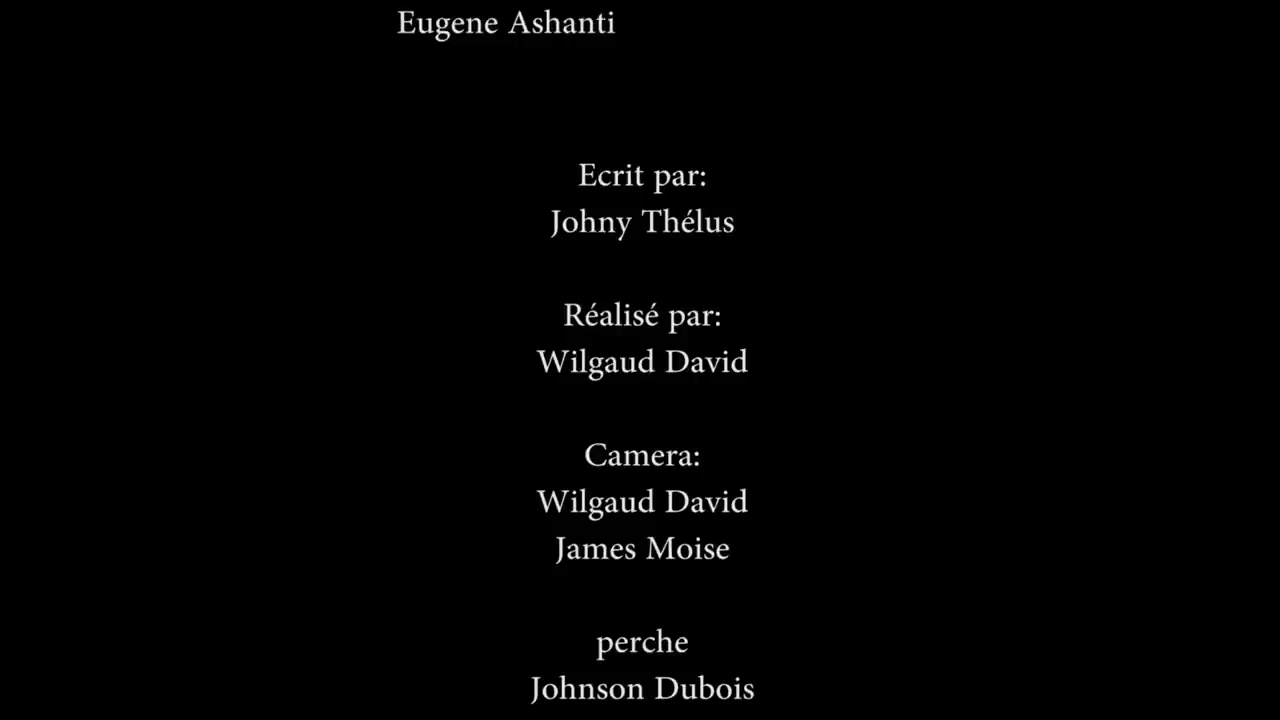 Eugene Ashanti
Ecrit par:
Johny Thélus
Réalisé par:
Wilgaud David
Camera:
Wilgaud David
James Moise
perche
Johnson Dubois